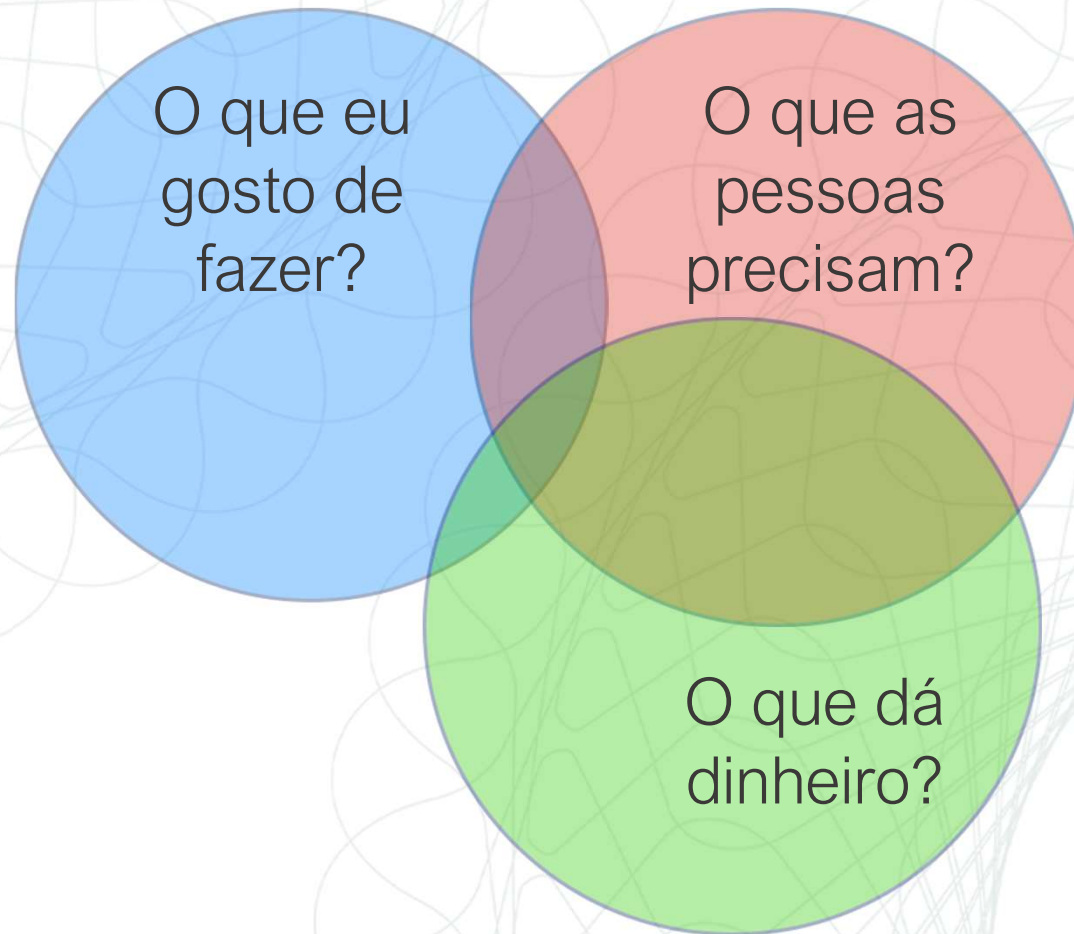 O que eu
gosto de
fazer?
O que as
pessoas
precisam?
O que dá
dinheiro?